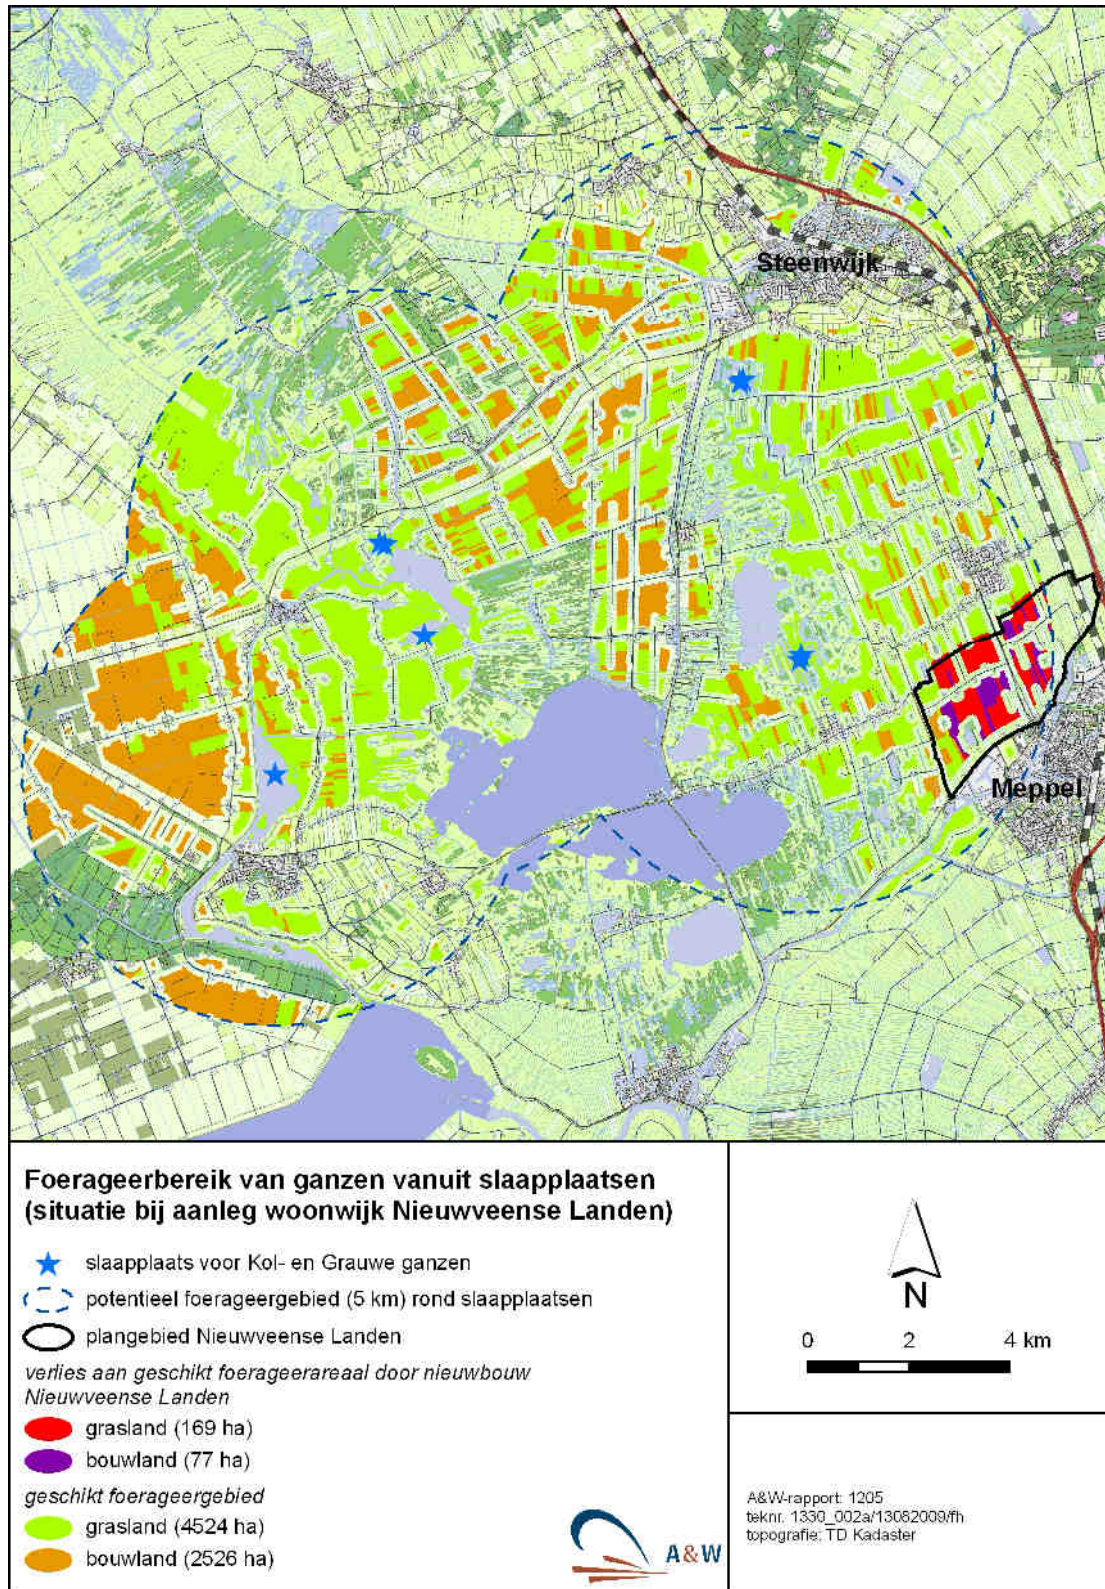 Steenwijk
Meppel
Foerageerbereik van ganzen vanuit slaapplaatsen
(situatie bij aanleg woonwijk Nieuwveense Landen)
slaapplaats voor Kol- en Grauwe ganzen
potentieel foerageergebied (5 km) rond slaapplaatsen
plangebied Nieuwveense Landen
verlies aan geschikt foerageerareaal door nieuwbouw
Nieuwveense Landen
grasland (169 ha)
bouwland (77 ha)
geschikt foerageergebied
grasland (4524 ha)
bouwland (2526 ha)
A&W
N
0 2 4 km
A&W-rapport: 1205
teknr. 1330_002a/13082009/fh
topografie: TD Kadaster